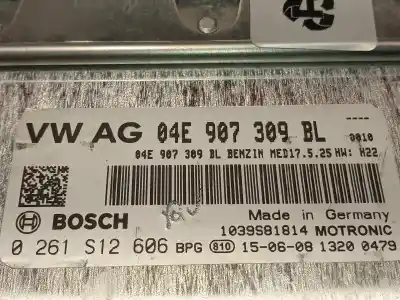 ----
VW AG 04E 907 309 BL
0010
04E 907 309 BL BENZIN MED17.5.25 HW: H22
BOSCH
Made in Germany
1039S81814 MOTRONIC
0 261 S12 606 BPG 810 15-06-08 1320 0479